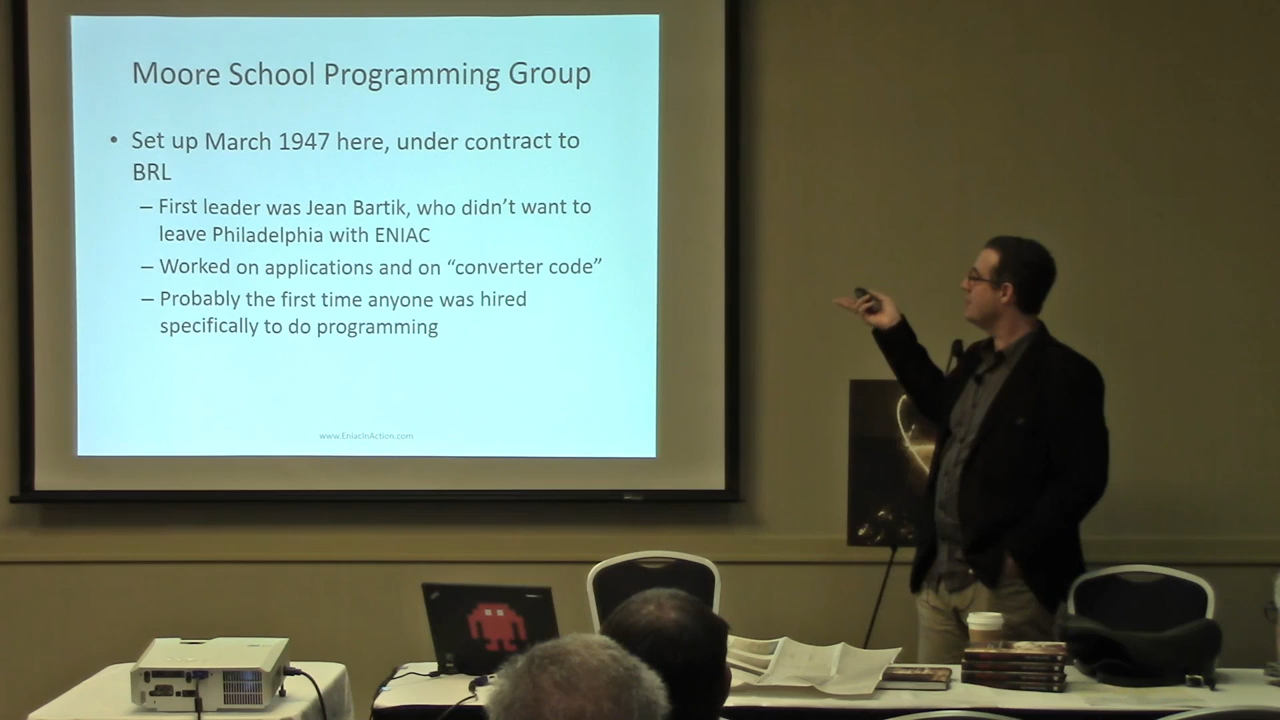 Moore School Programming Group
• Set up March 1947 here, under contract to
BRL
– First leader was Jean Bartik, who didn’t want to
leave Philadelphia with ENIAC
– Worked on applications and on “converter code”
– Probably the first time anyone was hired
specifically to do programming
www.EniacInAction.com